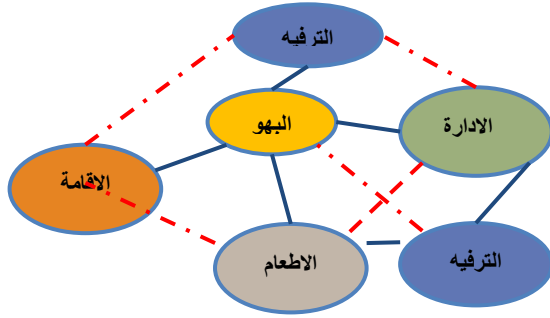 الترفيه
البهو
الادارة
الاقامة
الاطعام
الترفيه